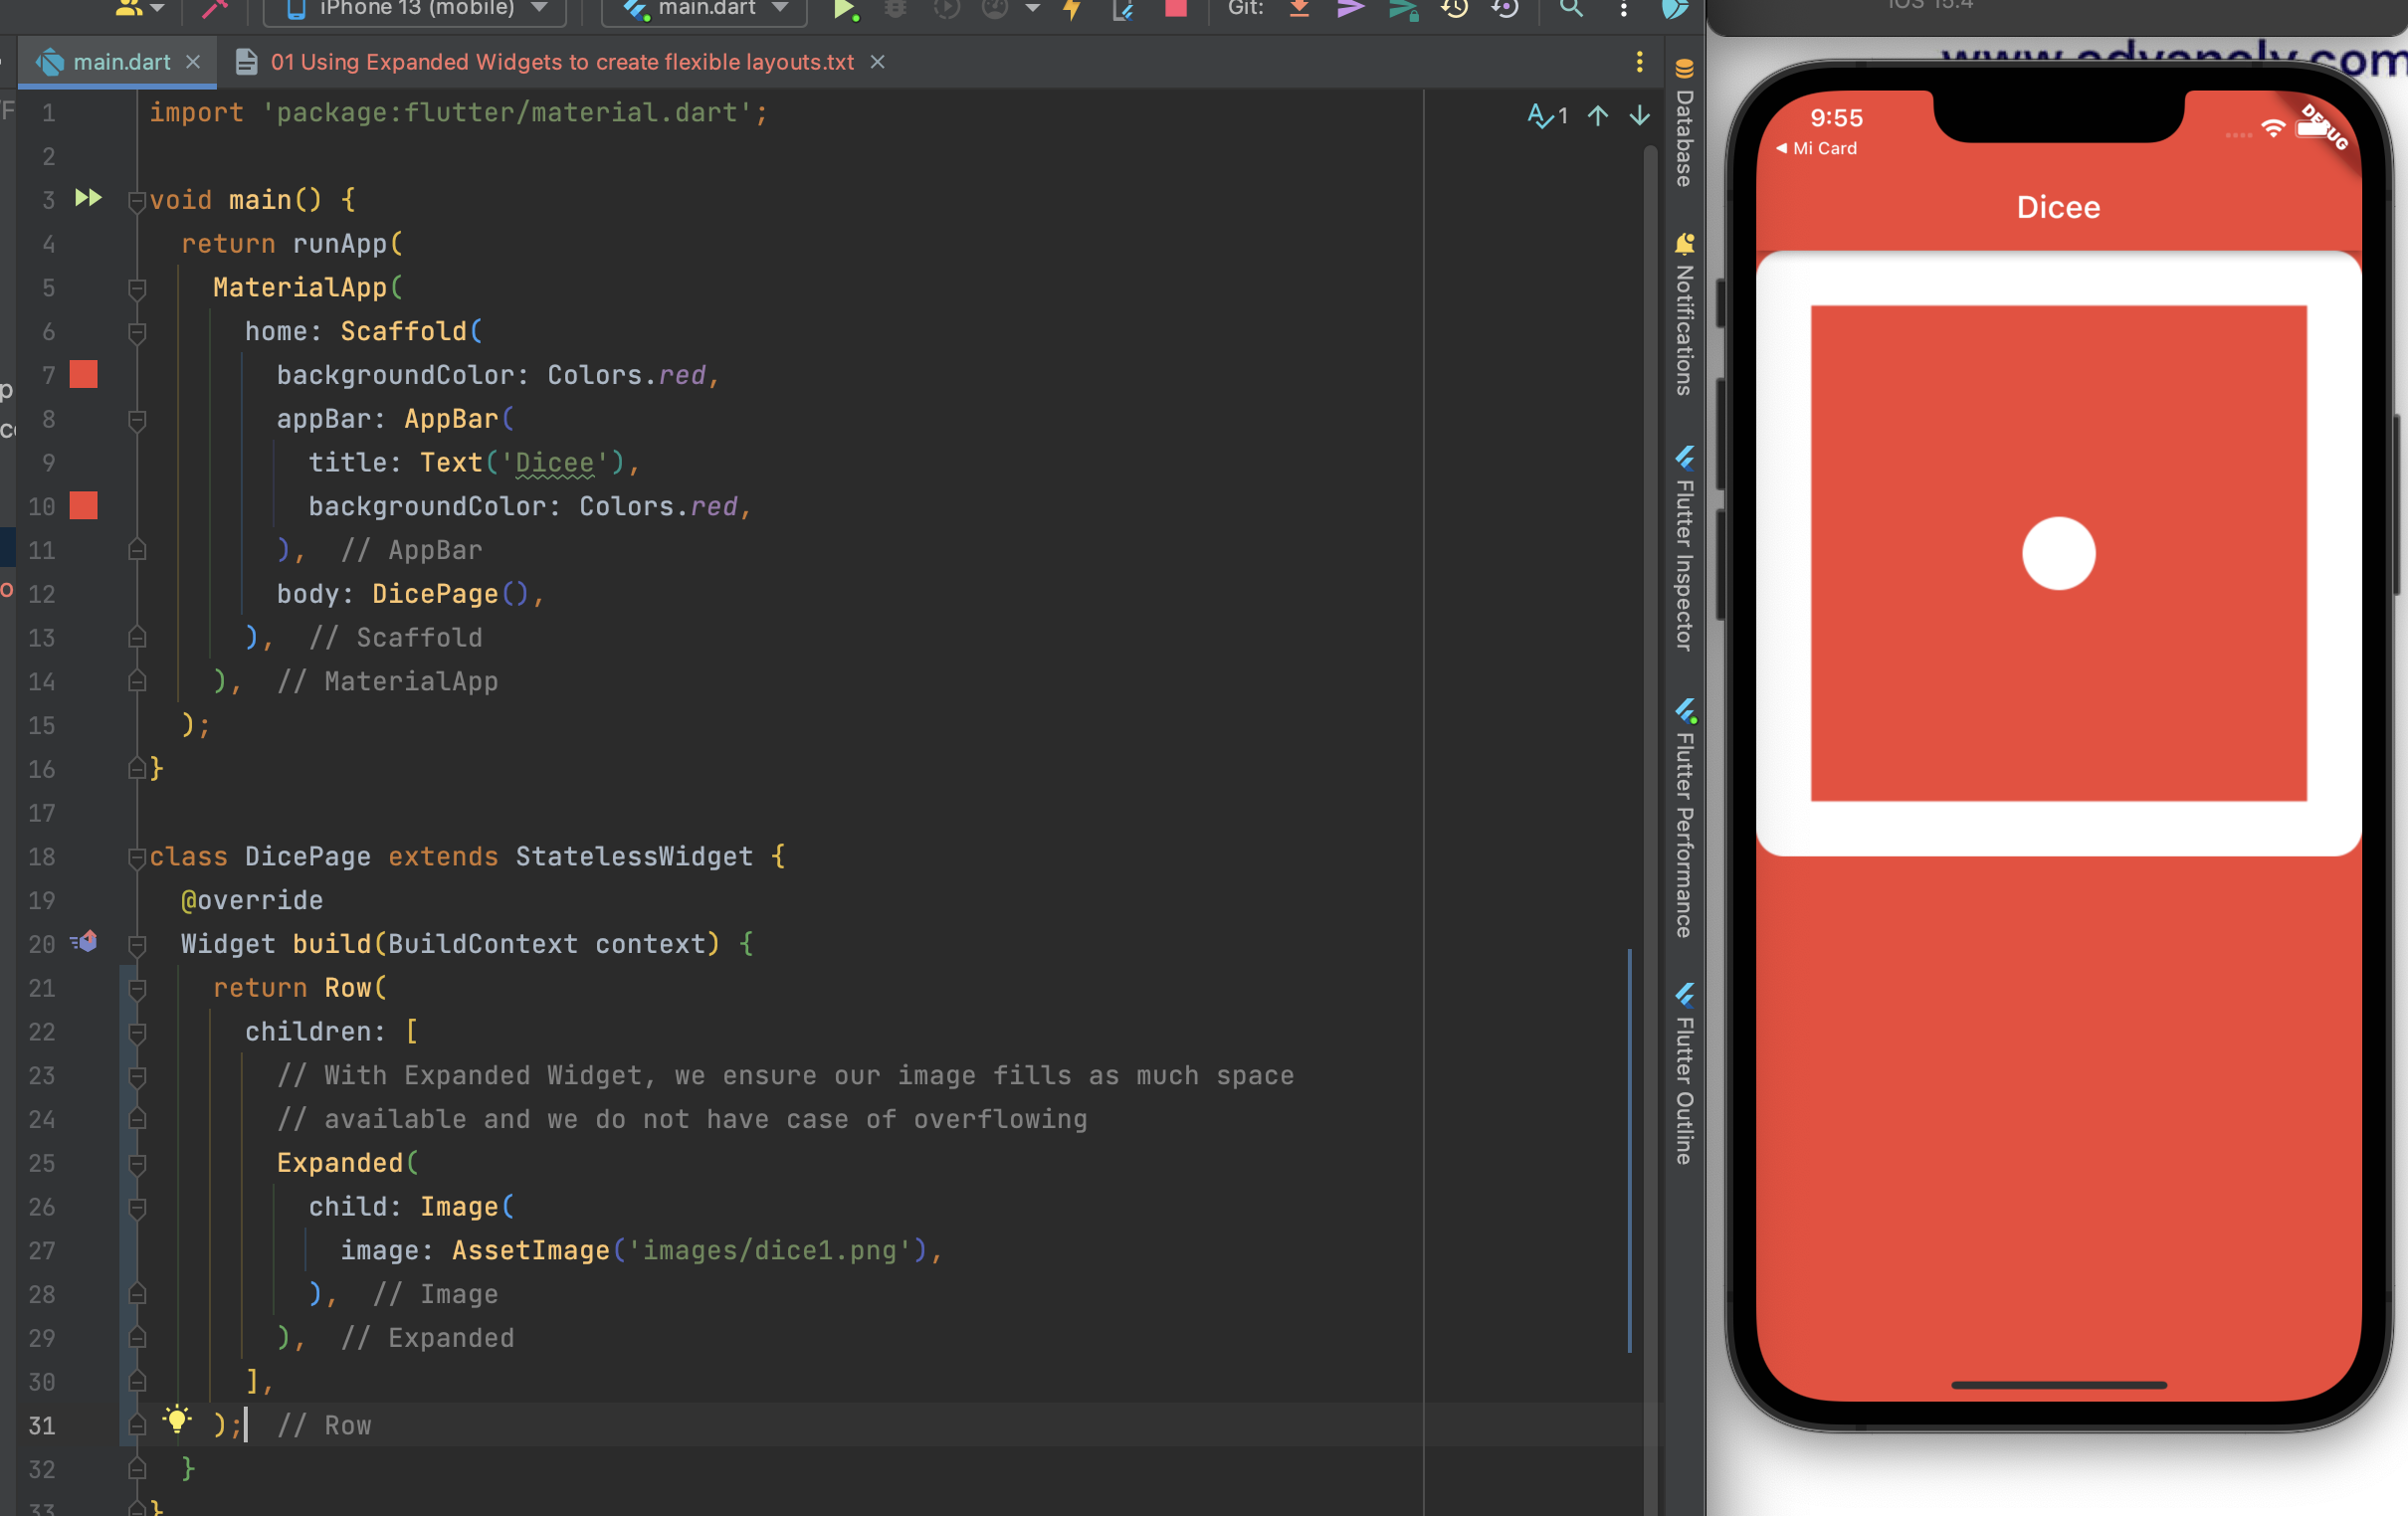 iPhone 13 (mobile)
main.dart
Git:
main.dart
01 Using Expanded Widgets to create flexible layouts.txt
1 import 'package:flutter/material.dart';
2
3 void main() {
4 return runApp(
5 MaterialApp(
6 home: Scaffold(
7 backgroundColor: Colors.red,
8 appBar: AppBar(
9 title: Text('Dicee'),
10 backgroundColor: Colors.red,
11 ), // AppBar
12 body: DicePage(),
13 ), // Scaffold
14 ), // MaterialApp
15 );
16 }
17
18 class DicePage extends StatelessWidget {
19 @override
20 Widget build(BuildContext context) {
21 return Row(
22 children: [
23 // With Expanded Widget, we ensure our image fills as much space
24 // available and we do not have case of overflowing
25 Expanded(
26 child: Image(
27 image: AssetImage('images/dice1.png'),
28 ), // Image
29 ), // Expanded
30 ],
31 ); // Row
32 }
33 }
1
Database
Notifications
Flutter Inspector
Flutter Performance
Flutter Outline
iOS 15.4
9:55
Mi Card
DEBUG
Dicee